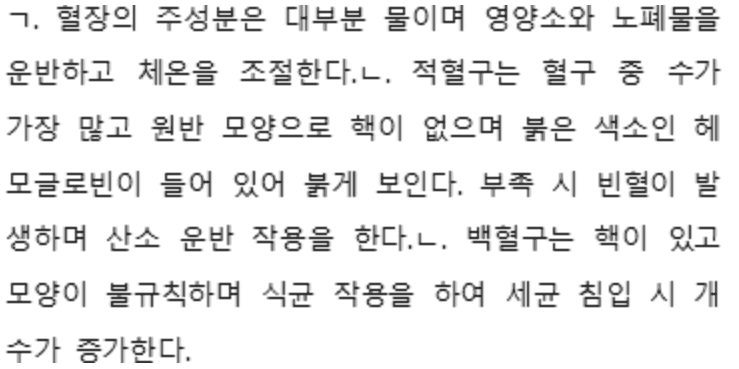 ㄱ. 혈장의 주성분은 대부분 물이며 영양소와 노폐물을
운반하고 체온을 조절한다.ㄴ. 적혈구는 혈구 중 수가
가장 많고 원반 모양으로 핵이 없으며 붉은 색소인 헤
모글로빈이 들어 있어 붉게 보인다. 부족 시 빈혈이 발
생하며 산소 운반 작용을 한다.ㄴ. 백혈구는 핵이 있고
모양이 불규칙하며 식균 작용을 하여 세균 침입 시 개
수가 증가한다.